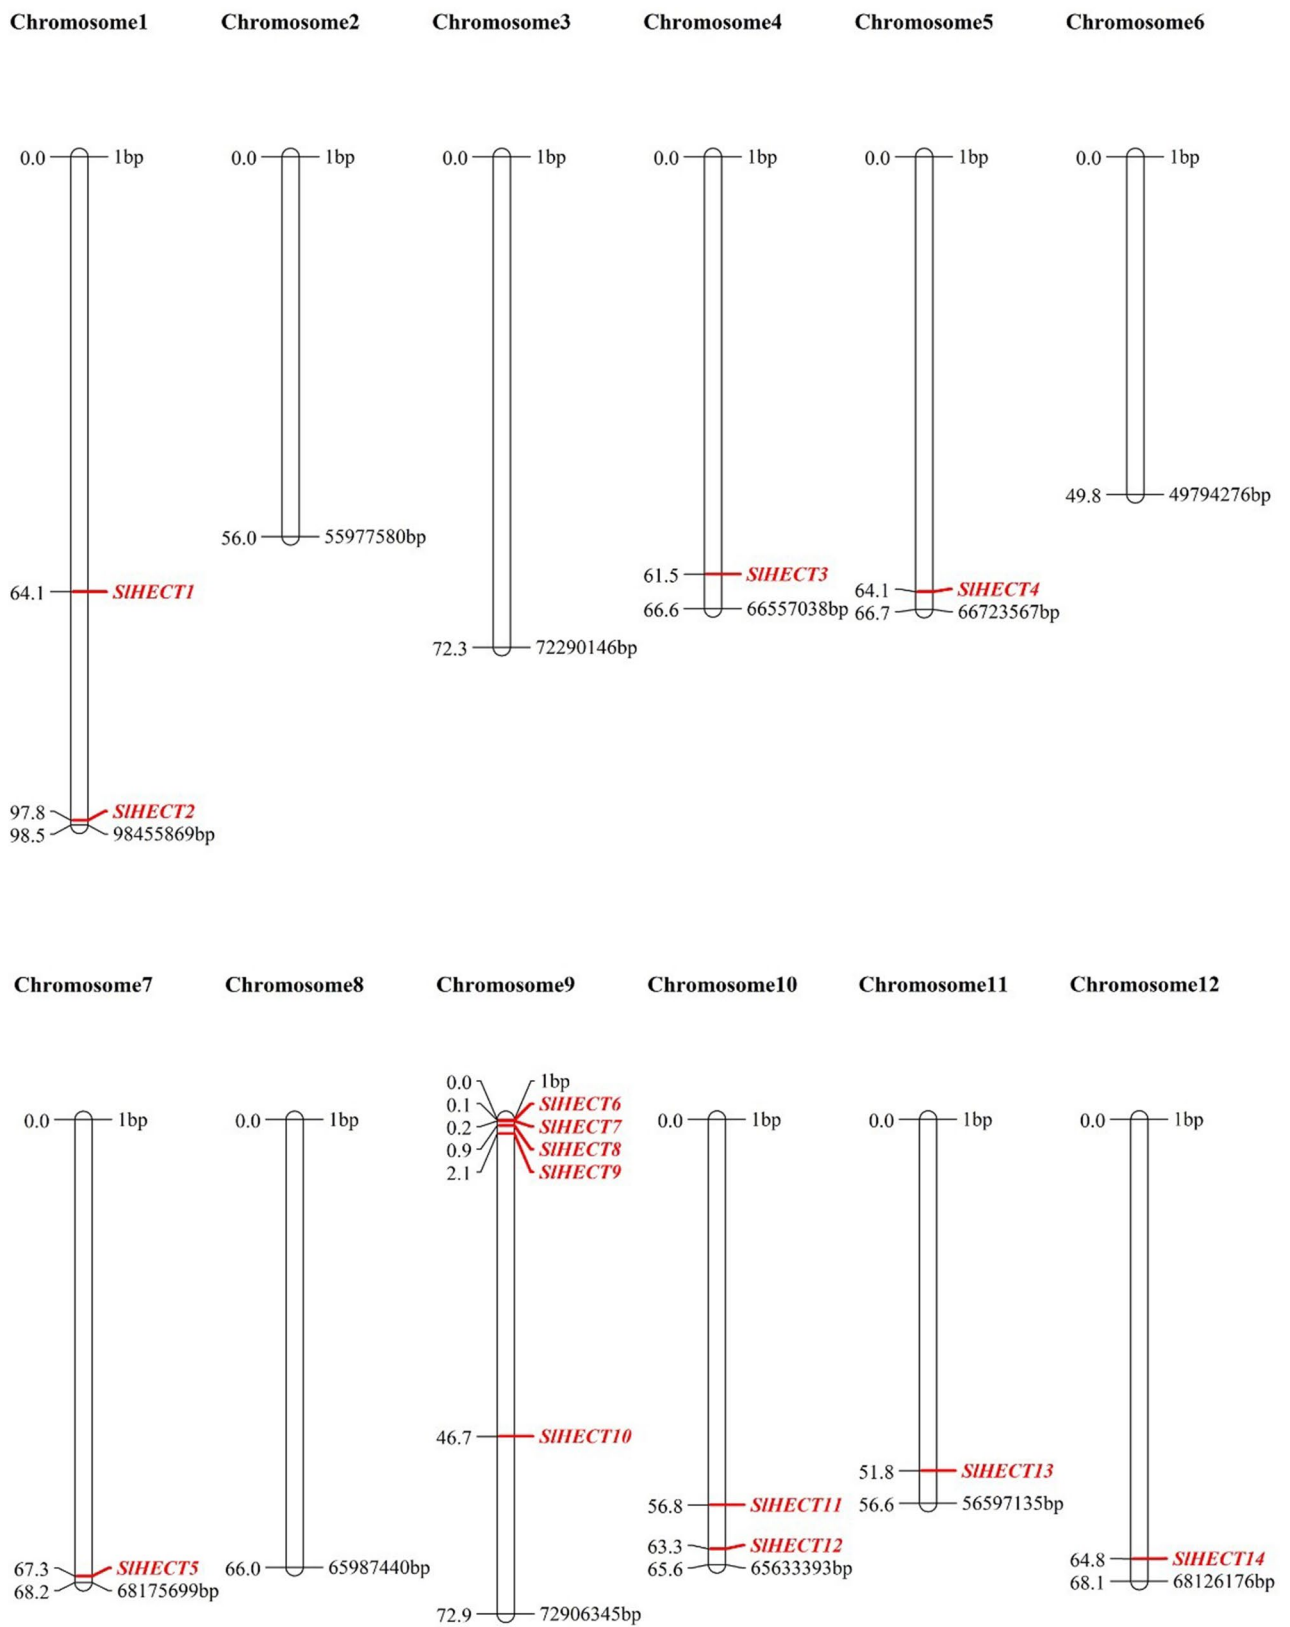 Chromosome1 Chromosome2 Chromosome3 Chromosome4 Chromosome5 Chromosome6
0.0 1bp 0.0 1bp 0.0 1bp 0.0 1bp 0.0 1bp 0.0 1bp
49.8 49794276bp
56.0 55977580bp
61.5 SlHECT3
64.1 SlHECT1 64.1 SlHECT4
66.6 66557038bp 66.7 66723567bp
72.3 72290146bp
97.8 SlHECT2
98.5 98455869bp
Chromosome7 Chromosome8 Chromosome9 Chromosome10 Chromosome11 Chromosome12
0.0 1bp
0.1 SlHECT6
0.0 1bp 0.0 1bp 0.2 SlHECT7 0.0 1bp 0.0 1bp 0.0 1bp
0.9 SlHECT8
2.1 SlHECT9
46.7 SlHECT10
51.8 SlHECT13
56.8 SlHECT11 56.6 56597135bp
63.3 SlHECT12
64.8 SlHECT14
67.3 SlHECT5 66.0 65987440bp 65.6 65633393bp
68.2 68175699bp 68.1 68126176bp
72.9 72906345bp